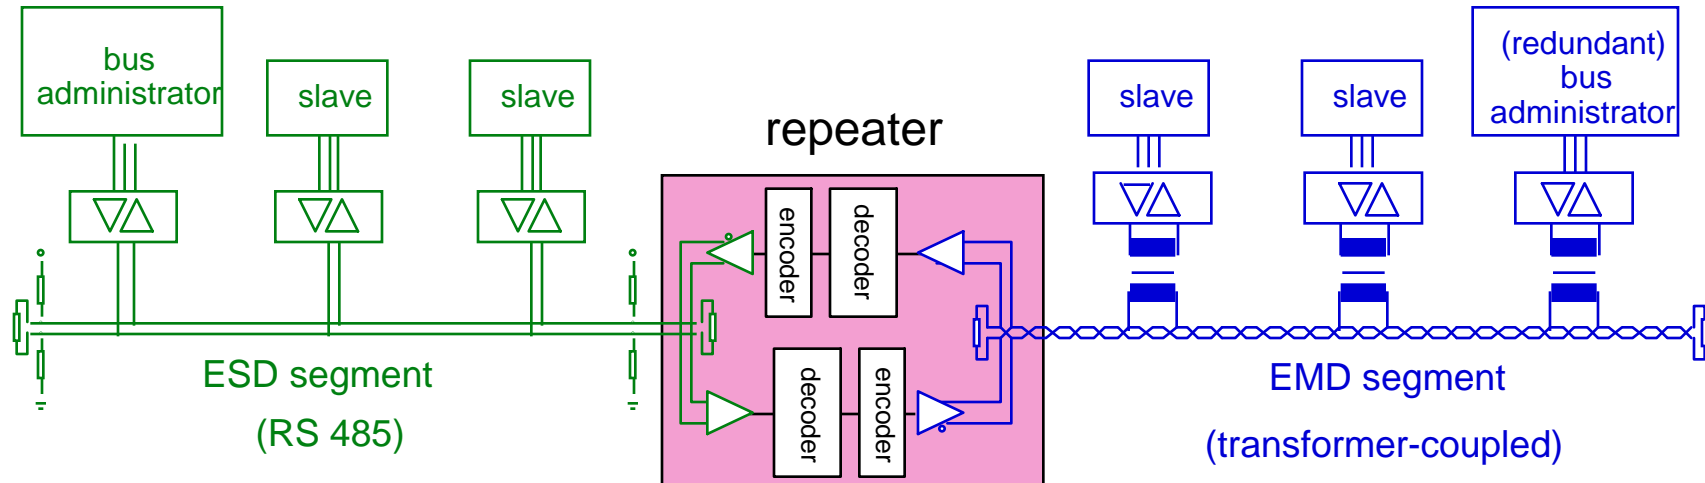 bus
administrator
slave
slave
repeater
slave
slave
(redundant)
bus
administrator
encoder
decoder
decoder
encoder
ESD segment
(RS 485)
EMD segment
(transformer-coupled)